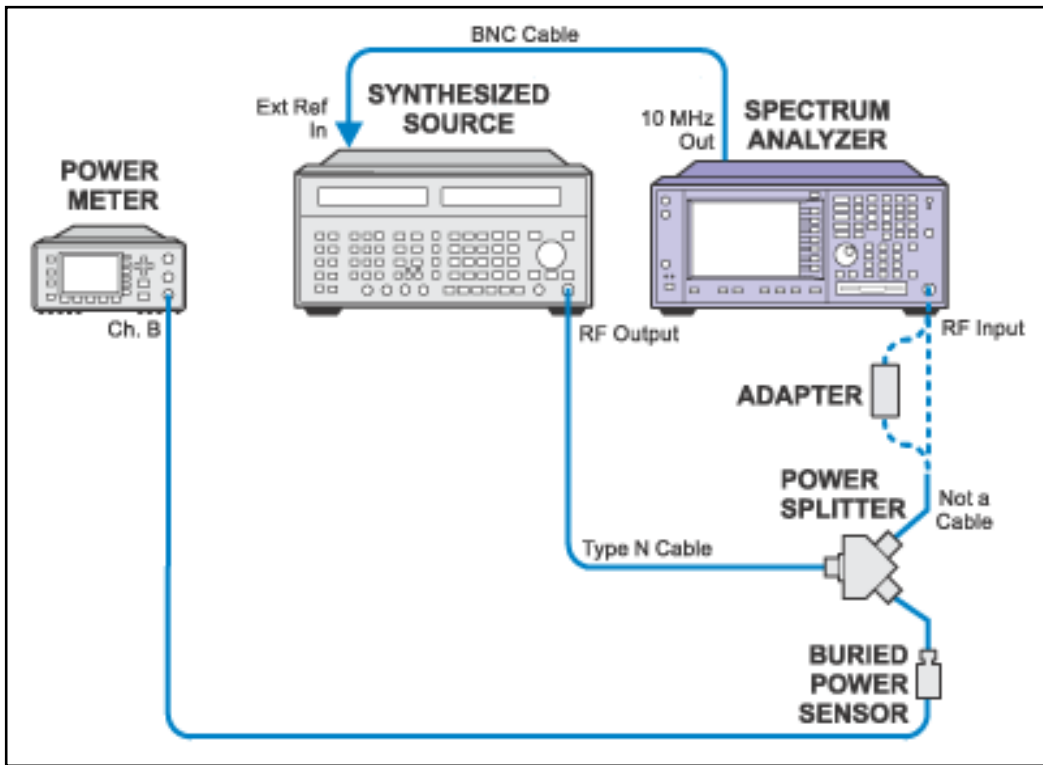 BNC Cable
Ext Ref
In
SYNTHESIZED
SOURCE
10 MHz
Out
SPECTRUM
ANALYZER
POWER
METER
Ch. B
RF Output
RF Input
ADAPTER
POWER
SPLITTER
Not a
Cable
Type N Cable
BURIED
POWER
SENSOR